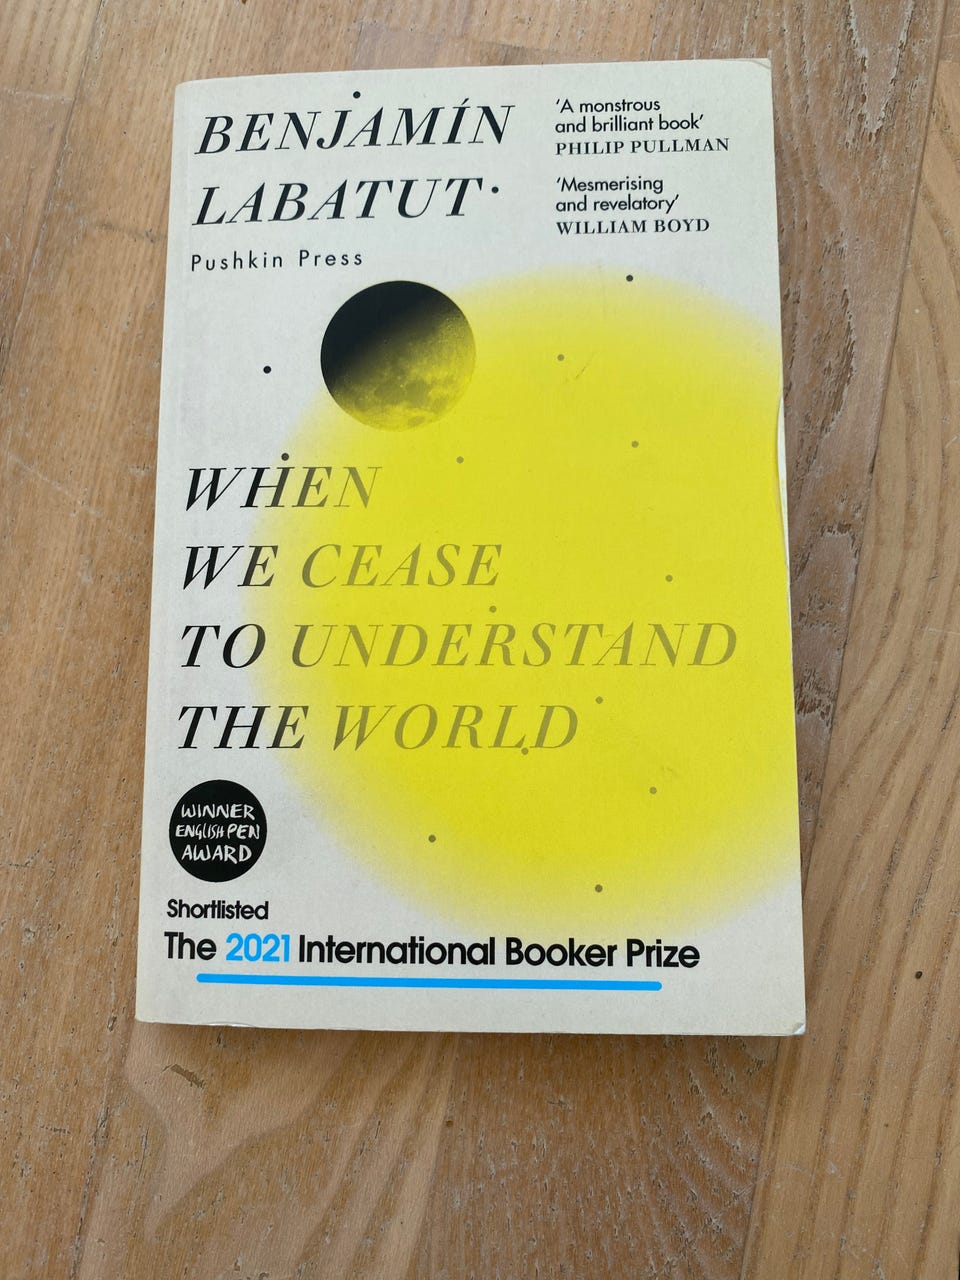 BENJAMÍN
LABATUT
Pushkin Press
‘A monstrous
and brilliant book’
PHILIP PULLMAN
‘Mesmerising
and revelatory’
WILLIAM BOYD
WHEN
WE CEASE
TO UNDERSTAND
THE WORLD
WINNER
ENGLISH PEN
AWARD
Shortlisted
The 2021 International Booker Prize